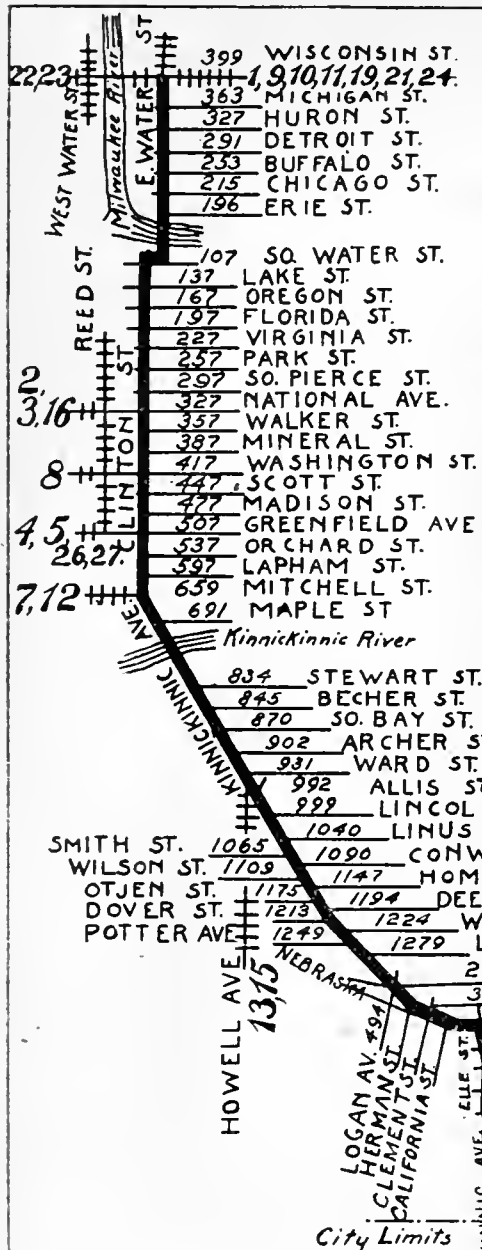 WISCONSIN ST.
399
22,23
1,9,10,11,19,21,24.
E. WATER ST
WEST WATER ST
Milwaukee River
363 MICHIGAN ST.
327 HURON ST.
291 DETROIT ST.
253 BUFFALO ST.
215 CHICAGO ST.
196 ERIE ST.
107 SO. WATER ST.
137 LAKE ST.
167 OREGON ST.
197 FLORIDA ST.
227 VIRGINIA ST.
257 PARK ST.
297 SO. PIERCE ST.
327 NATIONAL AVE.
357 WALKER ST.
387 MINERAL ST.
417 WASHINGTON ST.
447 SCOTT ST.
477 MADISON ST.
507 GREENFIELD AVE
537 ORCHARD ST.
597 LAPHAM ST.
659 MITCHELL ST.
691 MAPLE ST
REED ST.
CLINTON ST
2,
3,16
8
4,5,
26,27.
7,12
Kinnickinnic River
KINNICKINNIC AVE
834 STEWART ST.
845 BECHER ST.
870 SO. BAY ST.
902 ARCHER ST
931 WARD ST.
992 ALLIS ST
999 LINCOL
1040 LINUS
1090 CONW
1147 HOM
1194 DEE
1224 W
1279 L
2
3
SMITH ST. 1065
WILSON ST. 1109
OTJEN ST. 1175
DOVER ST. 1213
POTTER AVE 1249
NEBRASKA
HOWELL AVE
13,15
LOGAN AV. 494
HERMAN ST.
CLEMENT ST.
CALIFORNIA ST.
ELLE ST.
NNIC AVE.
City Limits